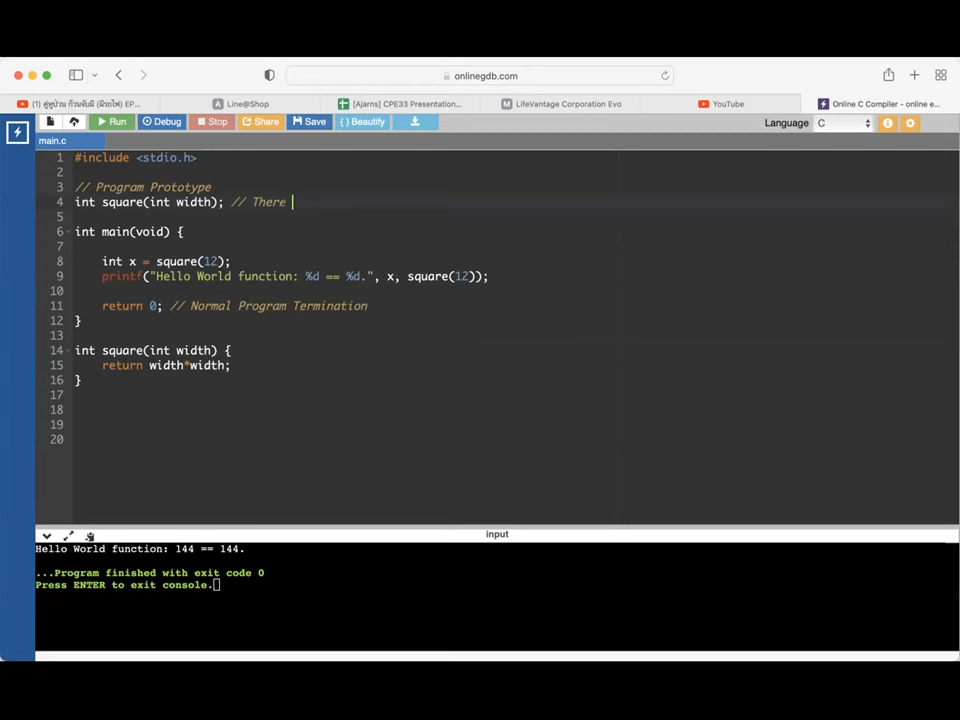 onlinegdb.com
(1) คู่หูป่วน ก๊วนจับผี (มีรอไฟ) EP...
Line@Shop
[Ajarns] CPE33 Presentation...
LifeVantage Corporation Evo
YouTube
Online C Compiler - online e...
Run
Debug
Stop
Share
Save
{ } Beautify
Language
C
main.c
1 #include <stdio.h>
2
3 // Program Prototype
4 int square(int width); // There
5
6 int main(void) {
7
8 int x = square(12);
9 printf("Hello World function: %d == %d.", x, square(12));
10
11 return 0; // Normal Program Termination
12 }
13
14 int square(int width) {
15 return width*width;
16 }
17
18
19
20
input
Hello World function: 144 == 144.
...Program finished with exit code 0
Press ENTER to exit console.